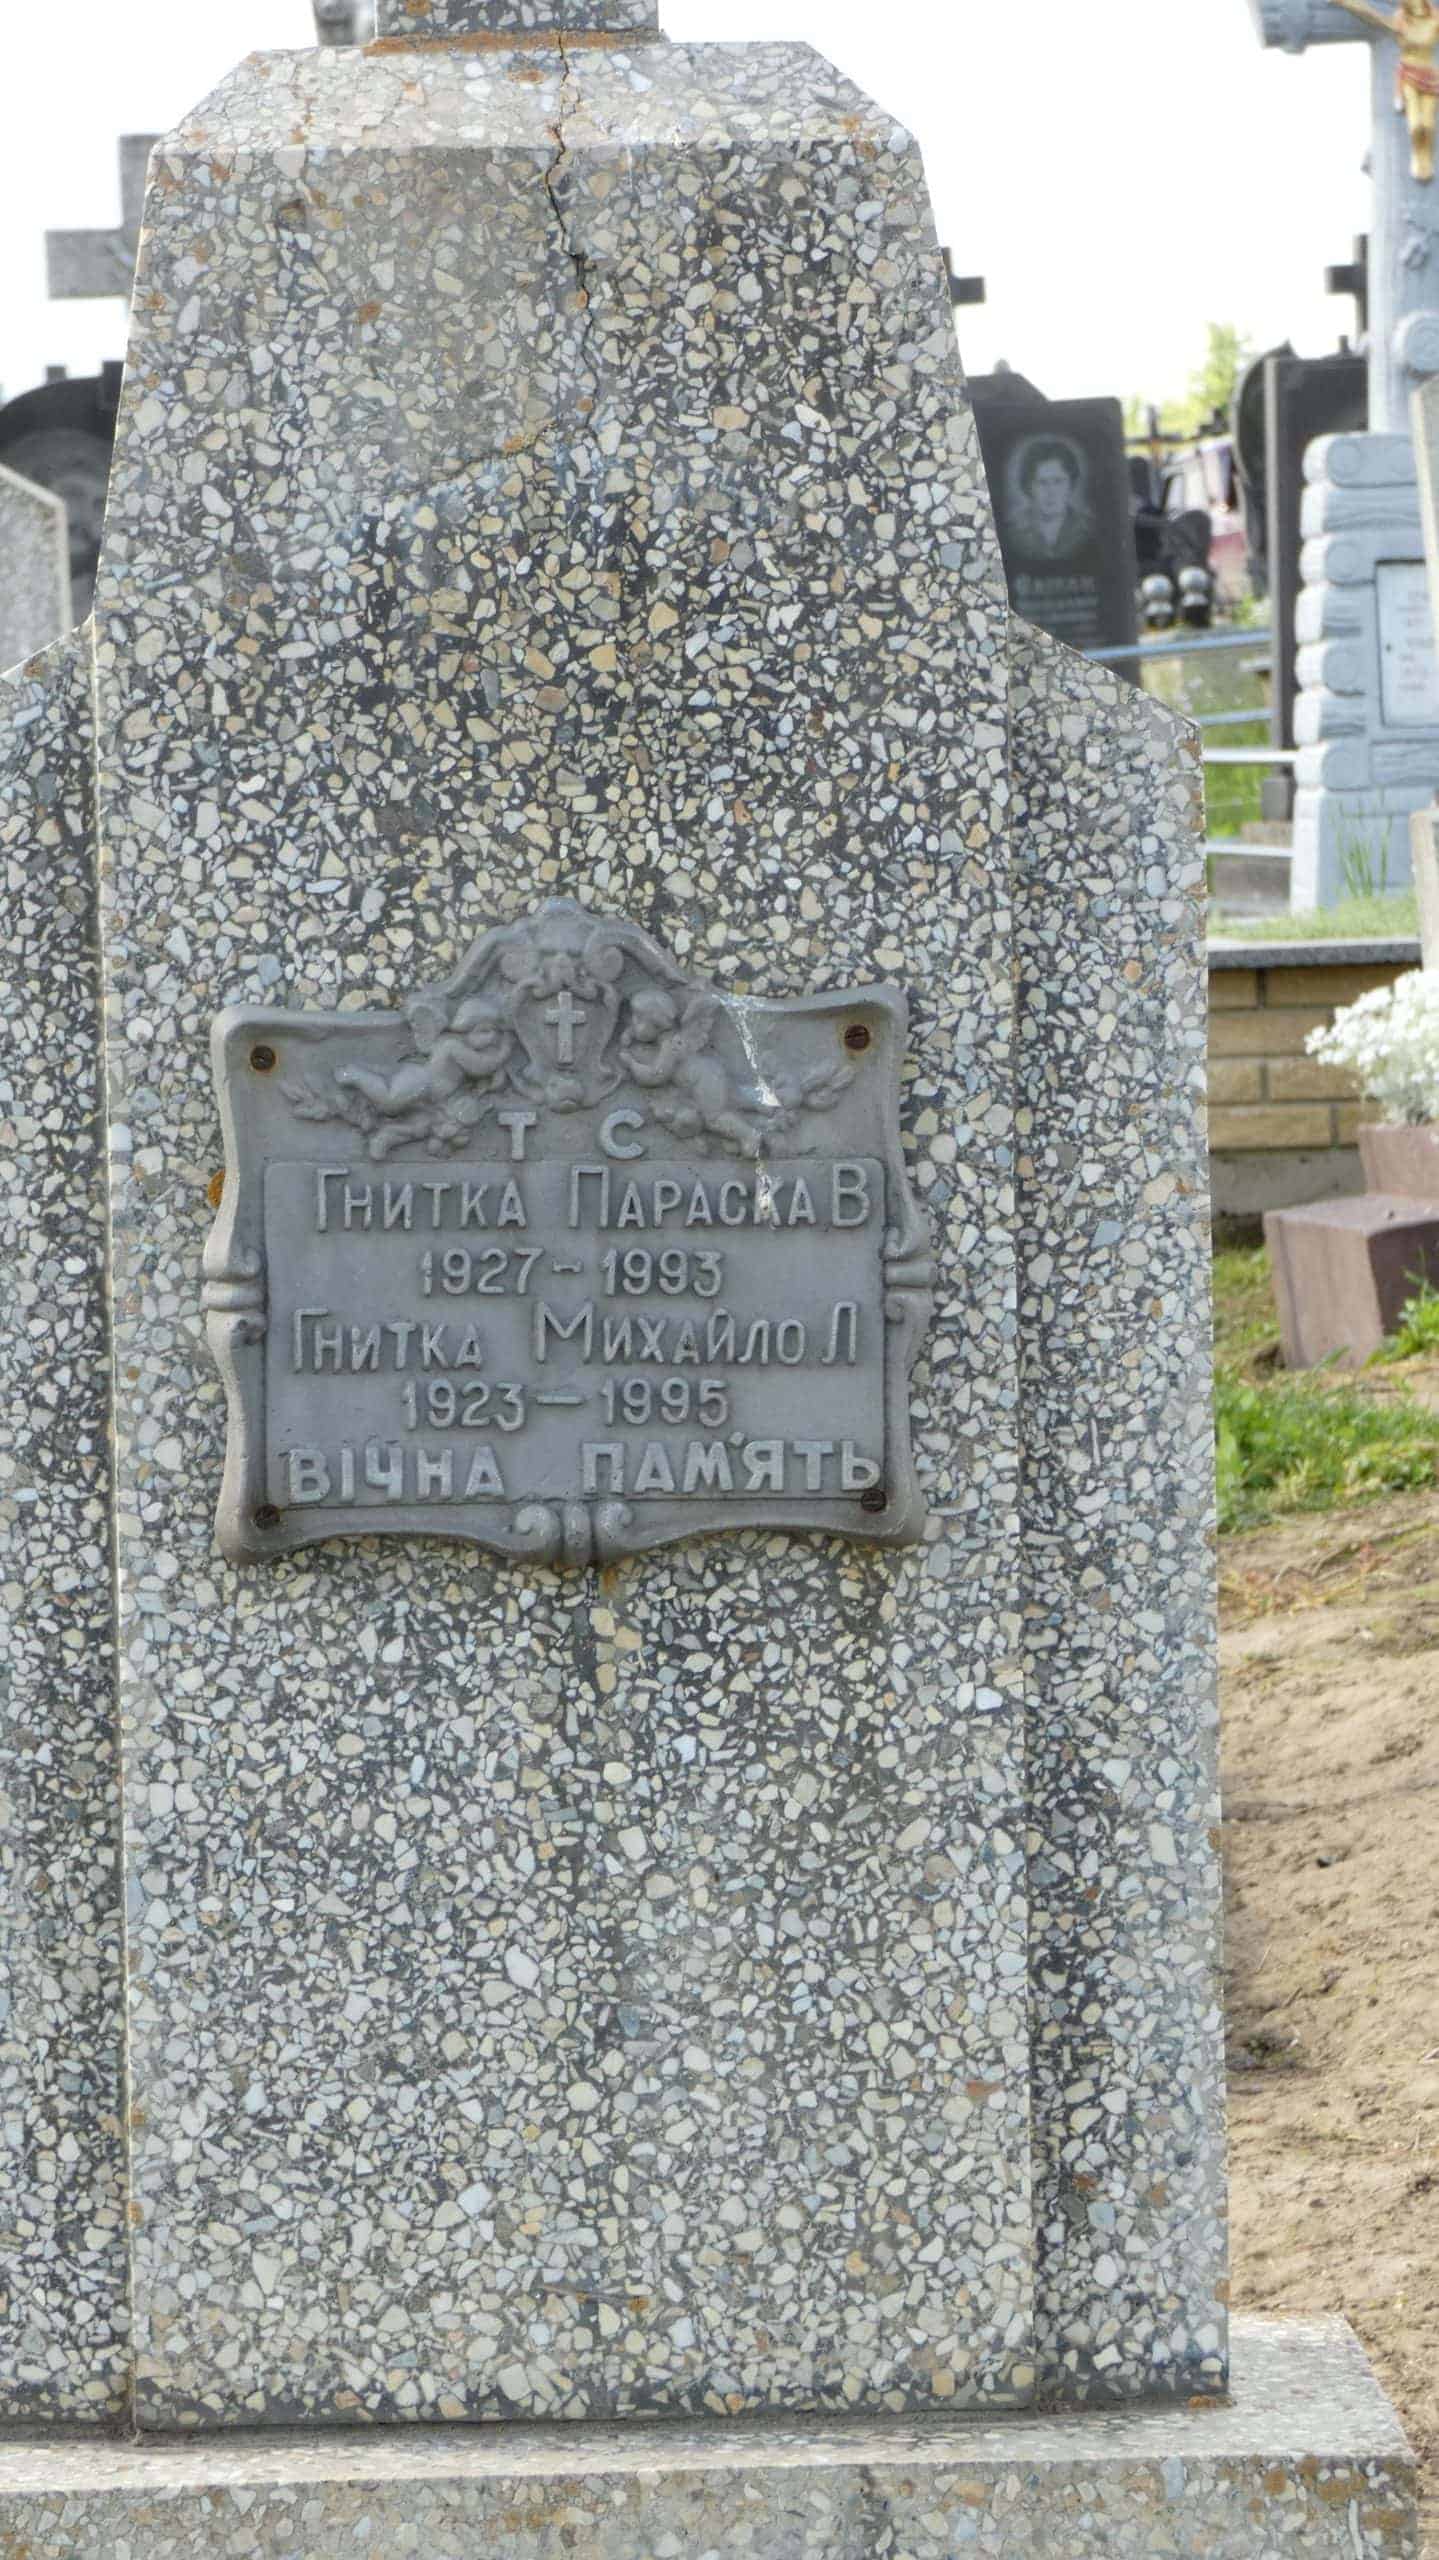 Т С
Гнитка Параска В
1927-1993
Гнитка Михайло Л
1923-1995
ВІЧНА ПАМ'ЯТЬ